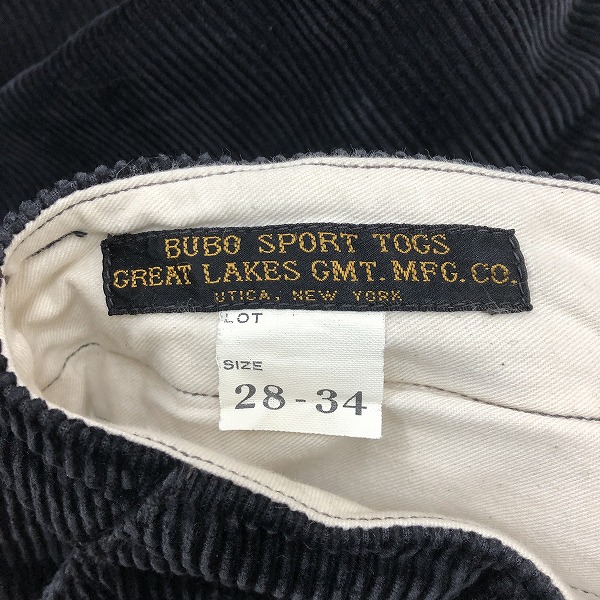 BUBO SPORT TOGS
GREAT LAKES GMT. MFG. CO.
UTICA, NEW YORK
LOT
SIZE
28 - 34